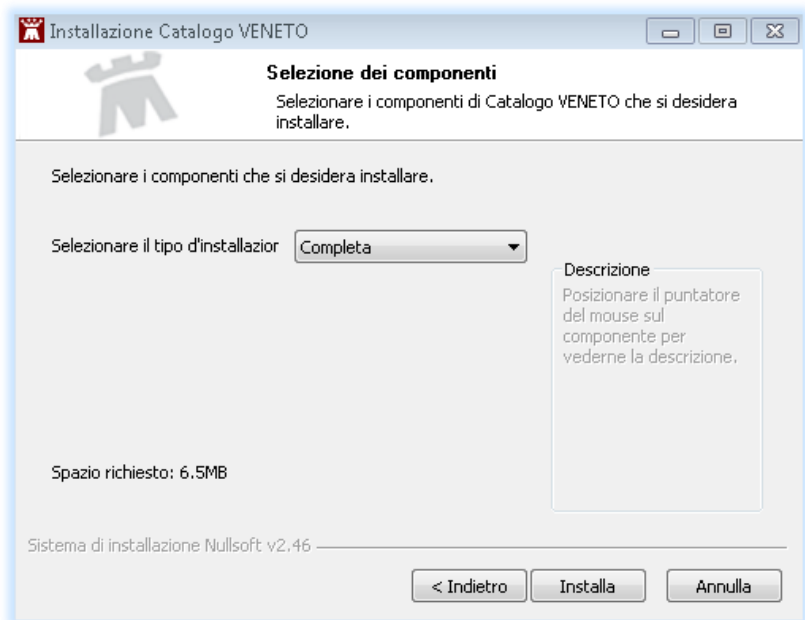 Installazione Catalogo VENETO
Selezione dei componenti
Selezionare i componenti di Catalogo VENETO che si desidera
installare.
Selezionare i componenti che si desidera installare.
Selezionare il tipo d'installazior
Completa
Descrizione
Posizionare il puntatore
del mouse sul
componente per
vederne la descrizione.
Spazio richiesto: 6.5MB
Sistema di installazione Nullsoft v2.46
< Indietro
Installa
Annulla